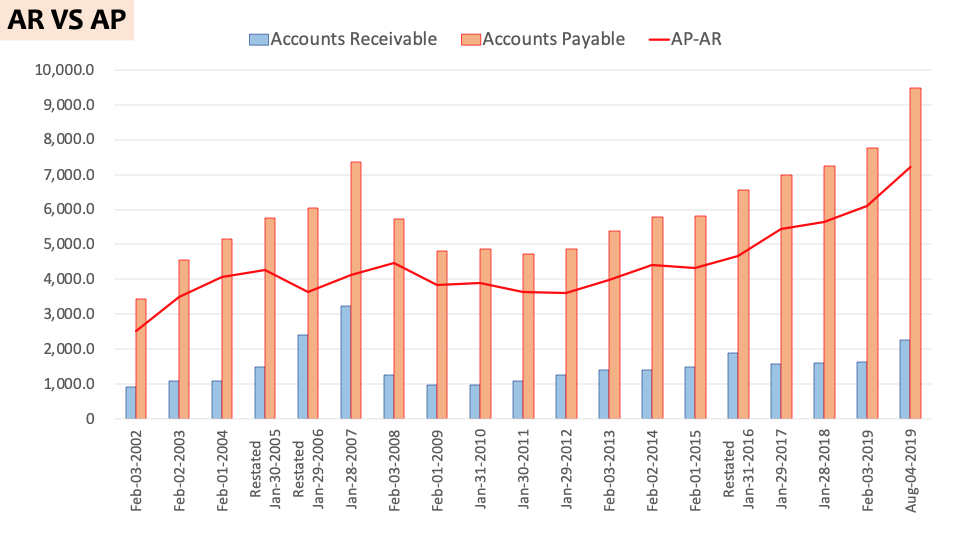 AR VS AP
Accounts Receivable Accounts Payable AP-AR
10,000.0
9,000.0
8,000.0
7,000.0
6,000.0
5,000.0
4,000.0
3,000.0
2,000.0
1,000.0
0
Feb-03-2002
Feb-02-2003
Feb-01-2004
Restated
Jan-30-2005
Restated
Jan-29-2006
Jan-28-2007
Feb-03-2008
Feb-01-2009
Jan-31-2010
Jan-30-2011
Jan-29-2012
Feb-03-2013
Feb-02-2014
Feb-01-2015
Restated
Jan-31-2016
Jan-29-2017
Jan-28-2018
Feb-03-2019
Aug-04-2019